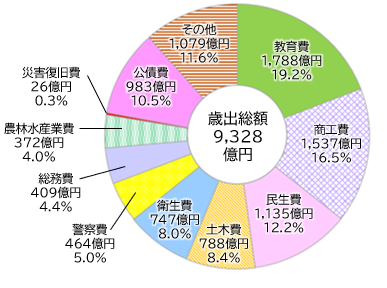 その他
1,079億円
11.6%
教育費
1,788億円
19.2%
公債費
983億円
10.5%
災害復旧費
26億円
0.3%
歳出総額
9,328
億円
商工費
1,537億円
16.5%
農林水産業費
372億円
4.0%
総務費
409億円
4.4%
民生費
1,135億円
12.2%
衛生費
747億円
8.0%
土木費
788億円
8.4%
警察費
464億円
5.0%